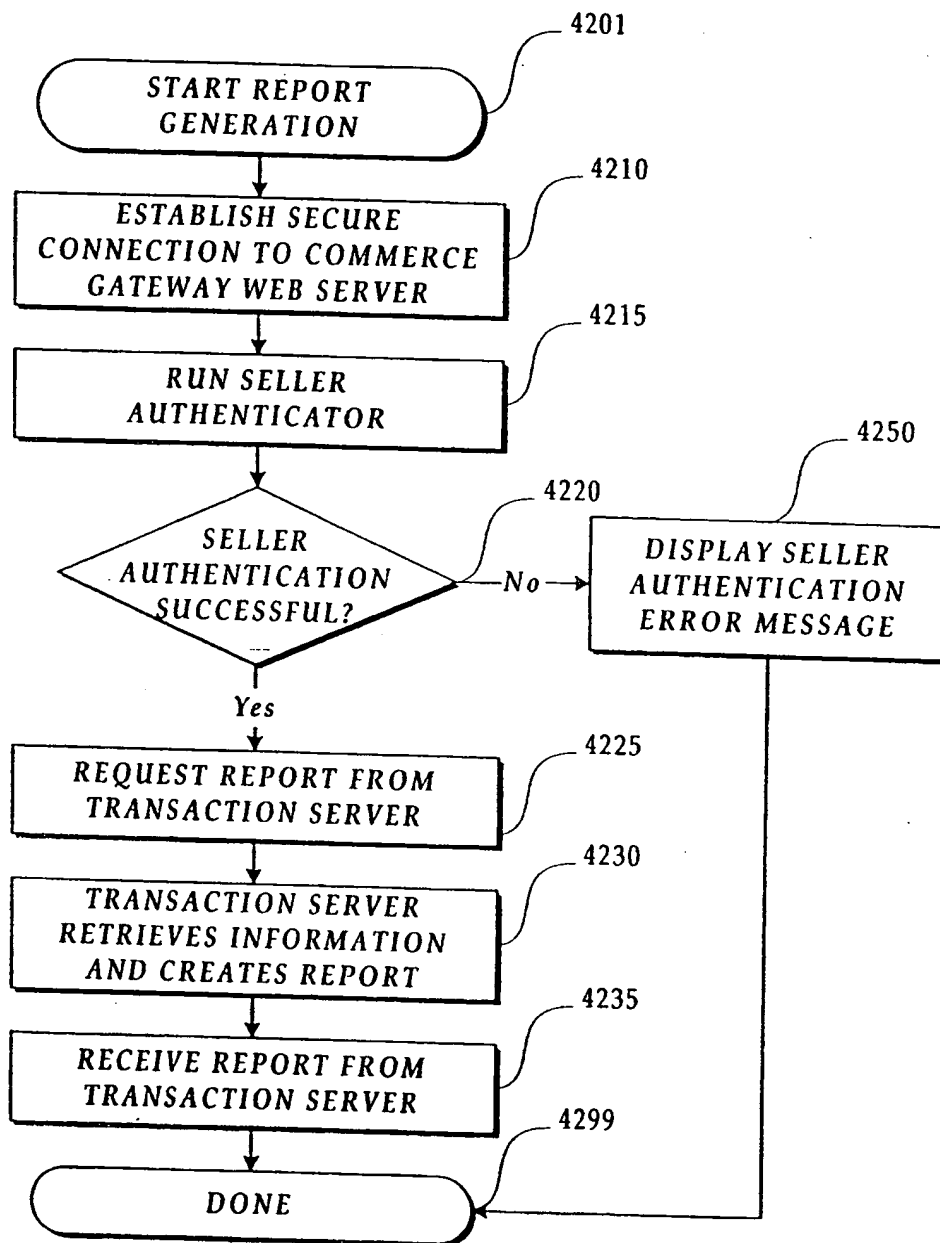 4201
START REPORT
GENERATION
4210
ESTABLISH SECURE
CONNECTION TO COMMERCE
GATEWAY WEB SERVER
4215
RUN SELLER
AUTHENTICATOR
4220
SELLER
AUTHENTICATION
SUCCESSFUL?
No
4250
DISPLAY SELLER
AUTHENTICATION
ERROR MESSAGE
Yes
4225
REQUEST REPORT FROM
TRANSACTION SERVER
4230
TRANSACTION SERVER
RETRIEVES INFORMATION
AND CREATES REPORT
4235
RECEIVE REPORT FROM
TRANSACTION SERVER
4299
DONE